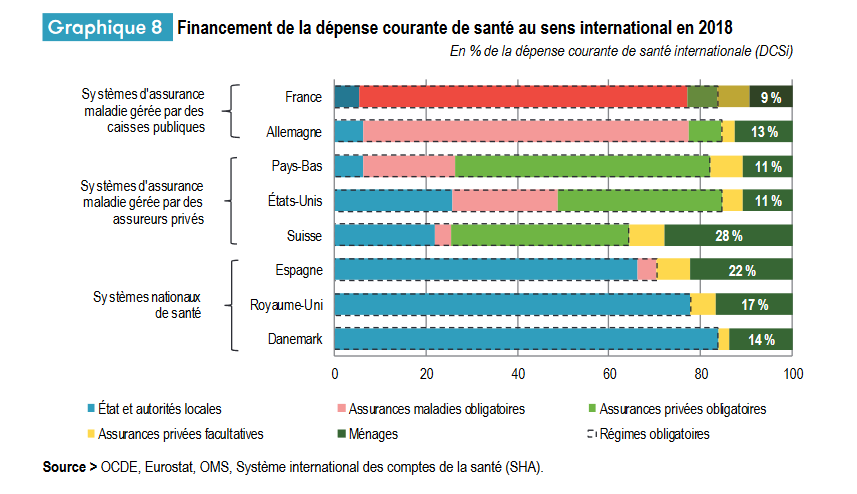 Graphique 8 Financement de la dépense courante de santé au sens international en 2018
En % de la dépense courante de santé internationale (DCSi)
Systèmes d'assurance
maladie gérée par des
caisses publiques
France
9 %
Allemagne
13 %
Systèmes d'assurance
maladie gérée par des
assureurs privés
Pays-Bas
11 %
États-Unis
11 %
Suisse
28 %
Systèmes nationaux
de santé
Espagne
22 %
Royaume-Uni
17 %
Danemark
14 %
0 20 40 60 80 100
État et autorités locales
Assurances maladies obligatoires
Assurances privées obligatoires
Assurances privées facultatives
Ménages
Régimes obligatoires
Source > OCDE, Eurostat, OMS, Système international des comptes de la santé (SHA).